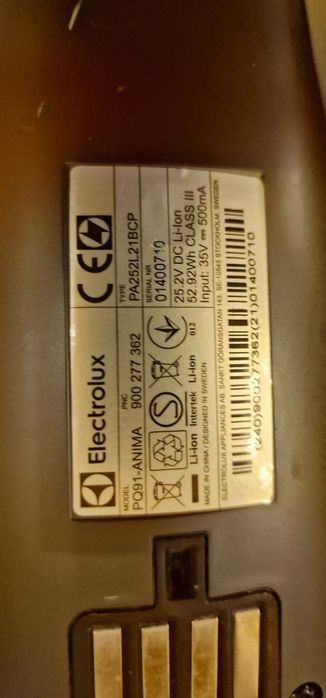 Electrolux
CE
MODEL
PQ91-ANIMA
PNC
900 277 362
TYPE
PA252L21BCP
SERIAL NR
01400710
25.2V DC Li-Ion
52.92Wh CLASS III
Input: 35V ⎓ 500mA
S
Li-Ion Intertek Li-Ion 012
MADE IN CHINA / DESIGNED IN SWEDEN
ELECTROLUX APPLIANCES AB. SANKT GÖRANSGATAN 143, SE-10545 STOCKHOLM. SWEDEN
(240)900277362(21)01400710